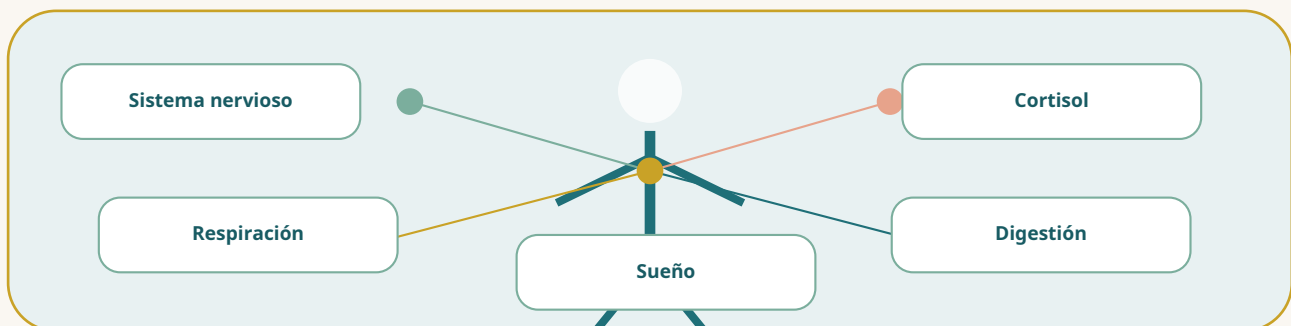 Sistema nervioso
Cortisol
Respiración
Digestión
Sueño